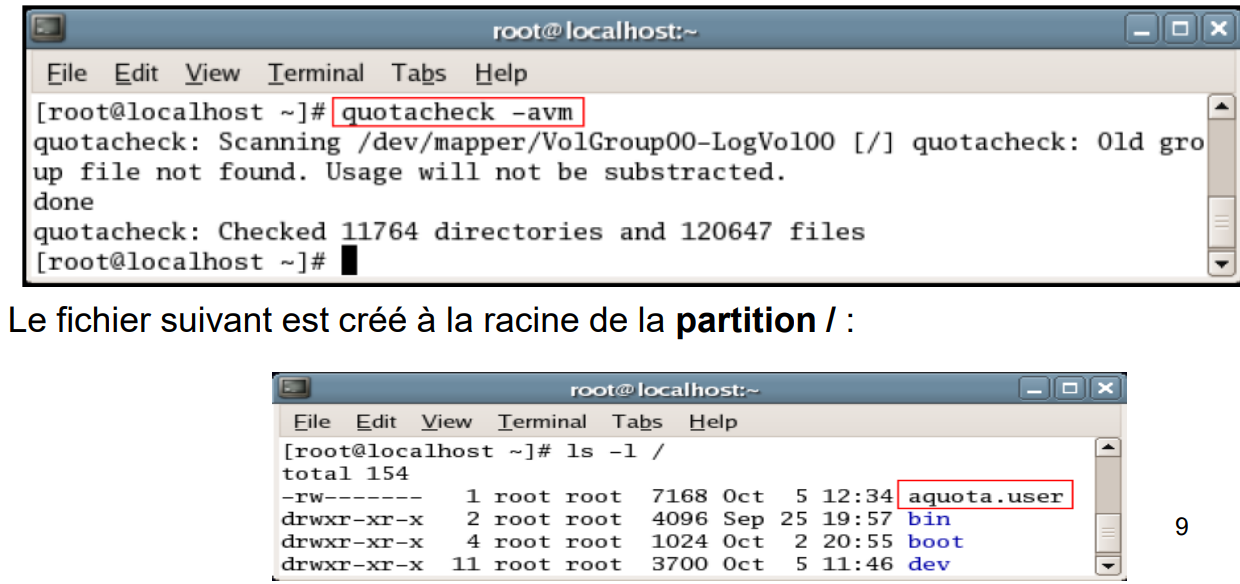 root@localhost:~
File Edit View Terminal Tabs Help
[root@localhost ~]# quotacheck -avm
quotacheck: Scanning /dev/mapper/VolGroup00-LogVol00 [/] quotacheck: Old gro
up file not found. Usage will not be substracted.
done
quotacheck: Checked 11764 directories and 120647 files
[root@localhost ~]#
Le fichier suivant est créé à la racine de la partition / :
root@localhost:~
File Edit View Terminal Tabs Help
[root@localhost ~]# ls -l /
total 154
-rw------- 1 root root 7168 Oct 5 12:34 aquota.user
drwxr-xr-x 2 root root 4096 Sep 25 19:57 bin
drwxr-xr-x 4 root root 1024 Oct 2 20:55 boot
drwxr-xr-x 11 root root 3700 Oct 5 11:46 dev
9